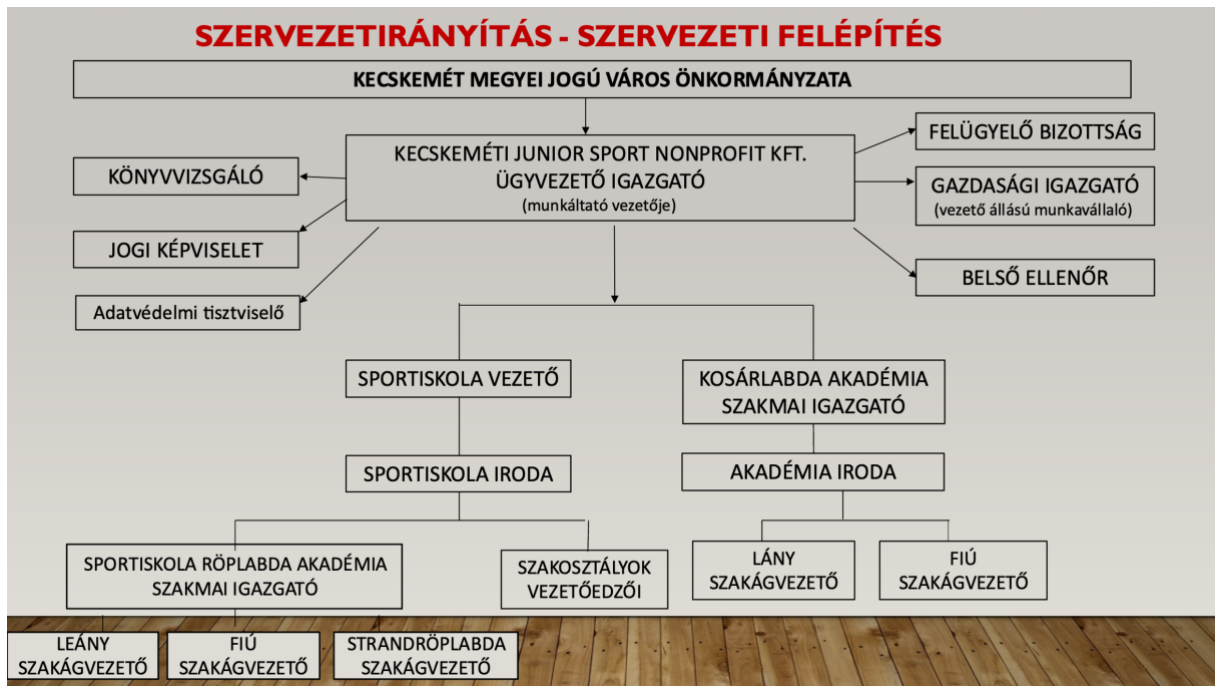 SZERVEZETIRÁNYÍTÁS - SZERVEZETI FELÉPÍTÉS
KECSKEMÉT MEGYEI JOGÚ VÁROS ÖNKORMÁNYZATA
KECSKEMÉTI JUNIOR SPORT NONPROFIT KFT.
ÜGYVEZETŐ IGAZGATÓ
(munkáltató vezetője)
KÖNYVVIZSGÁLÓ
JOGI KÉPVISELET
Adatvédelmi tisztviselő
FELÜGYELŐ BIZOTTSÁG
GAZDASÁGI IGAZGATÓ
(vezető állású munkavállaló)
BELSŐ ELLENŐR
SPORTISKOLA VEZETŐ
KOSÁRLABDA AKADÉMIA
SZAKMAI IGAZGATÓ
SPORTISKOLA IRODA
AKADÉMIA IRODA
SPORTISKOLA RÖPLABDA AKADÉMIA
SZAKMAI IGAZGATÓ
SZAKOSZTÁLYOK
VEZETŐEDZŐI
LÁNY
SZAKÁGVEZETŐ
FIÚ
SZAKÁGVEZETŐ
LEÁNY
SZAKÁGVEZETŐ
FIÚ
SZAKÁGVEZETŐ
STRANDRÖPLABDA
SZAKÁGVEZETŐ